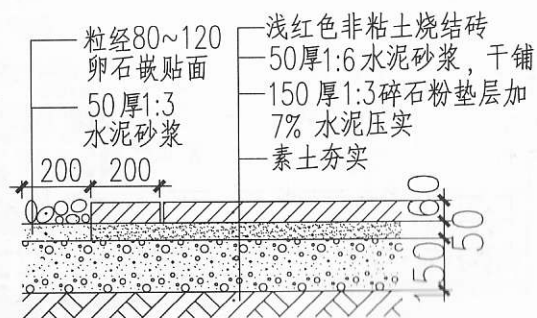 粒经80~120
卵石嵌贴面
50厚1:3
水泥砂浆
浅红色非粘土烧结砖
50厚1:6水泥砂浆，干铺
150厚1:3碎石粉垫层加
7% 水泥压实
素土夯实
200 200
60
50
150